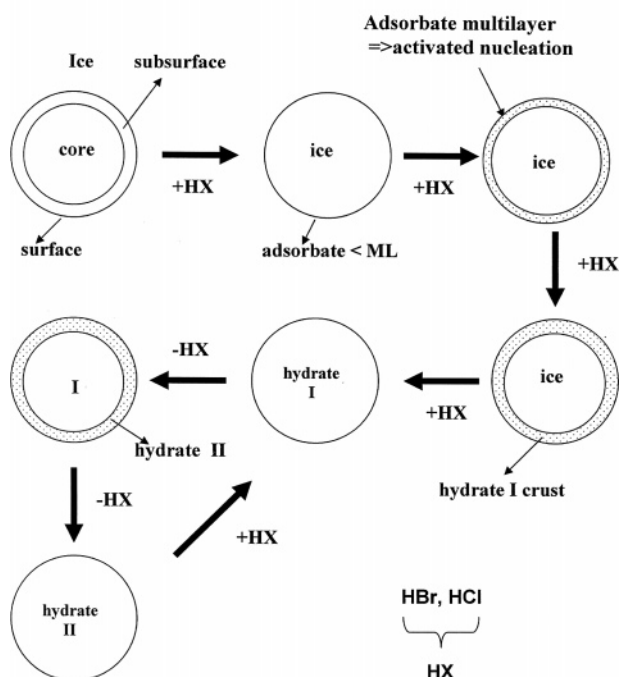 Adsorbate multilayer
=>activated nucleation
Ice
subsurface
core
+HX
ice
+HX
ice
surface
adsorbate < ML
+HX
I
-HX
hydrate
I
+HX
ice
hydrate II
hydrate I crust
-HX
+HX
hydrate
II
HBr, HCl
HX